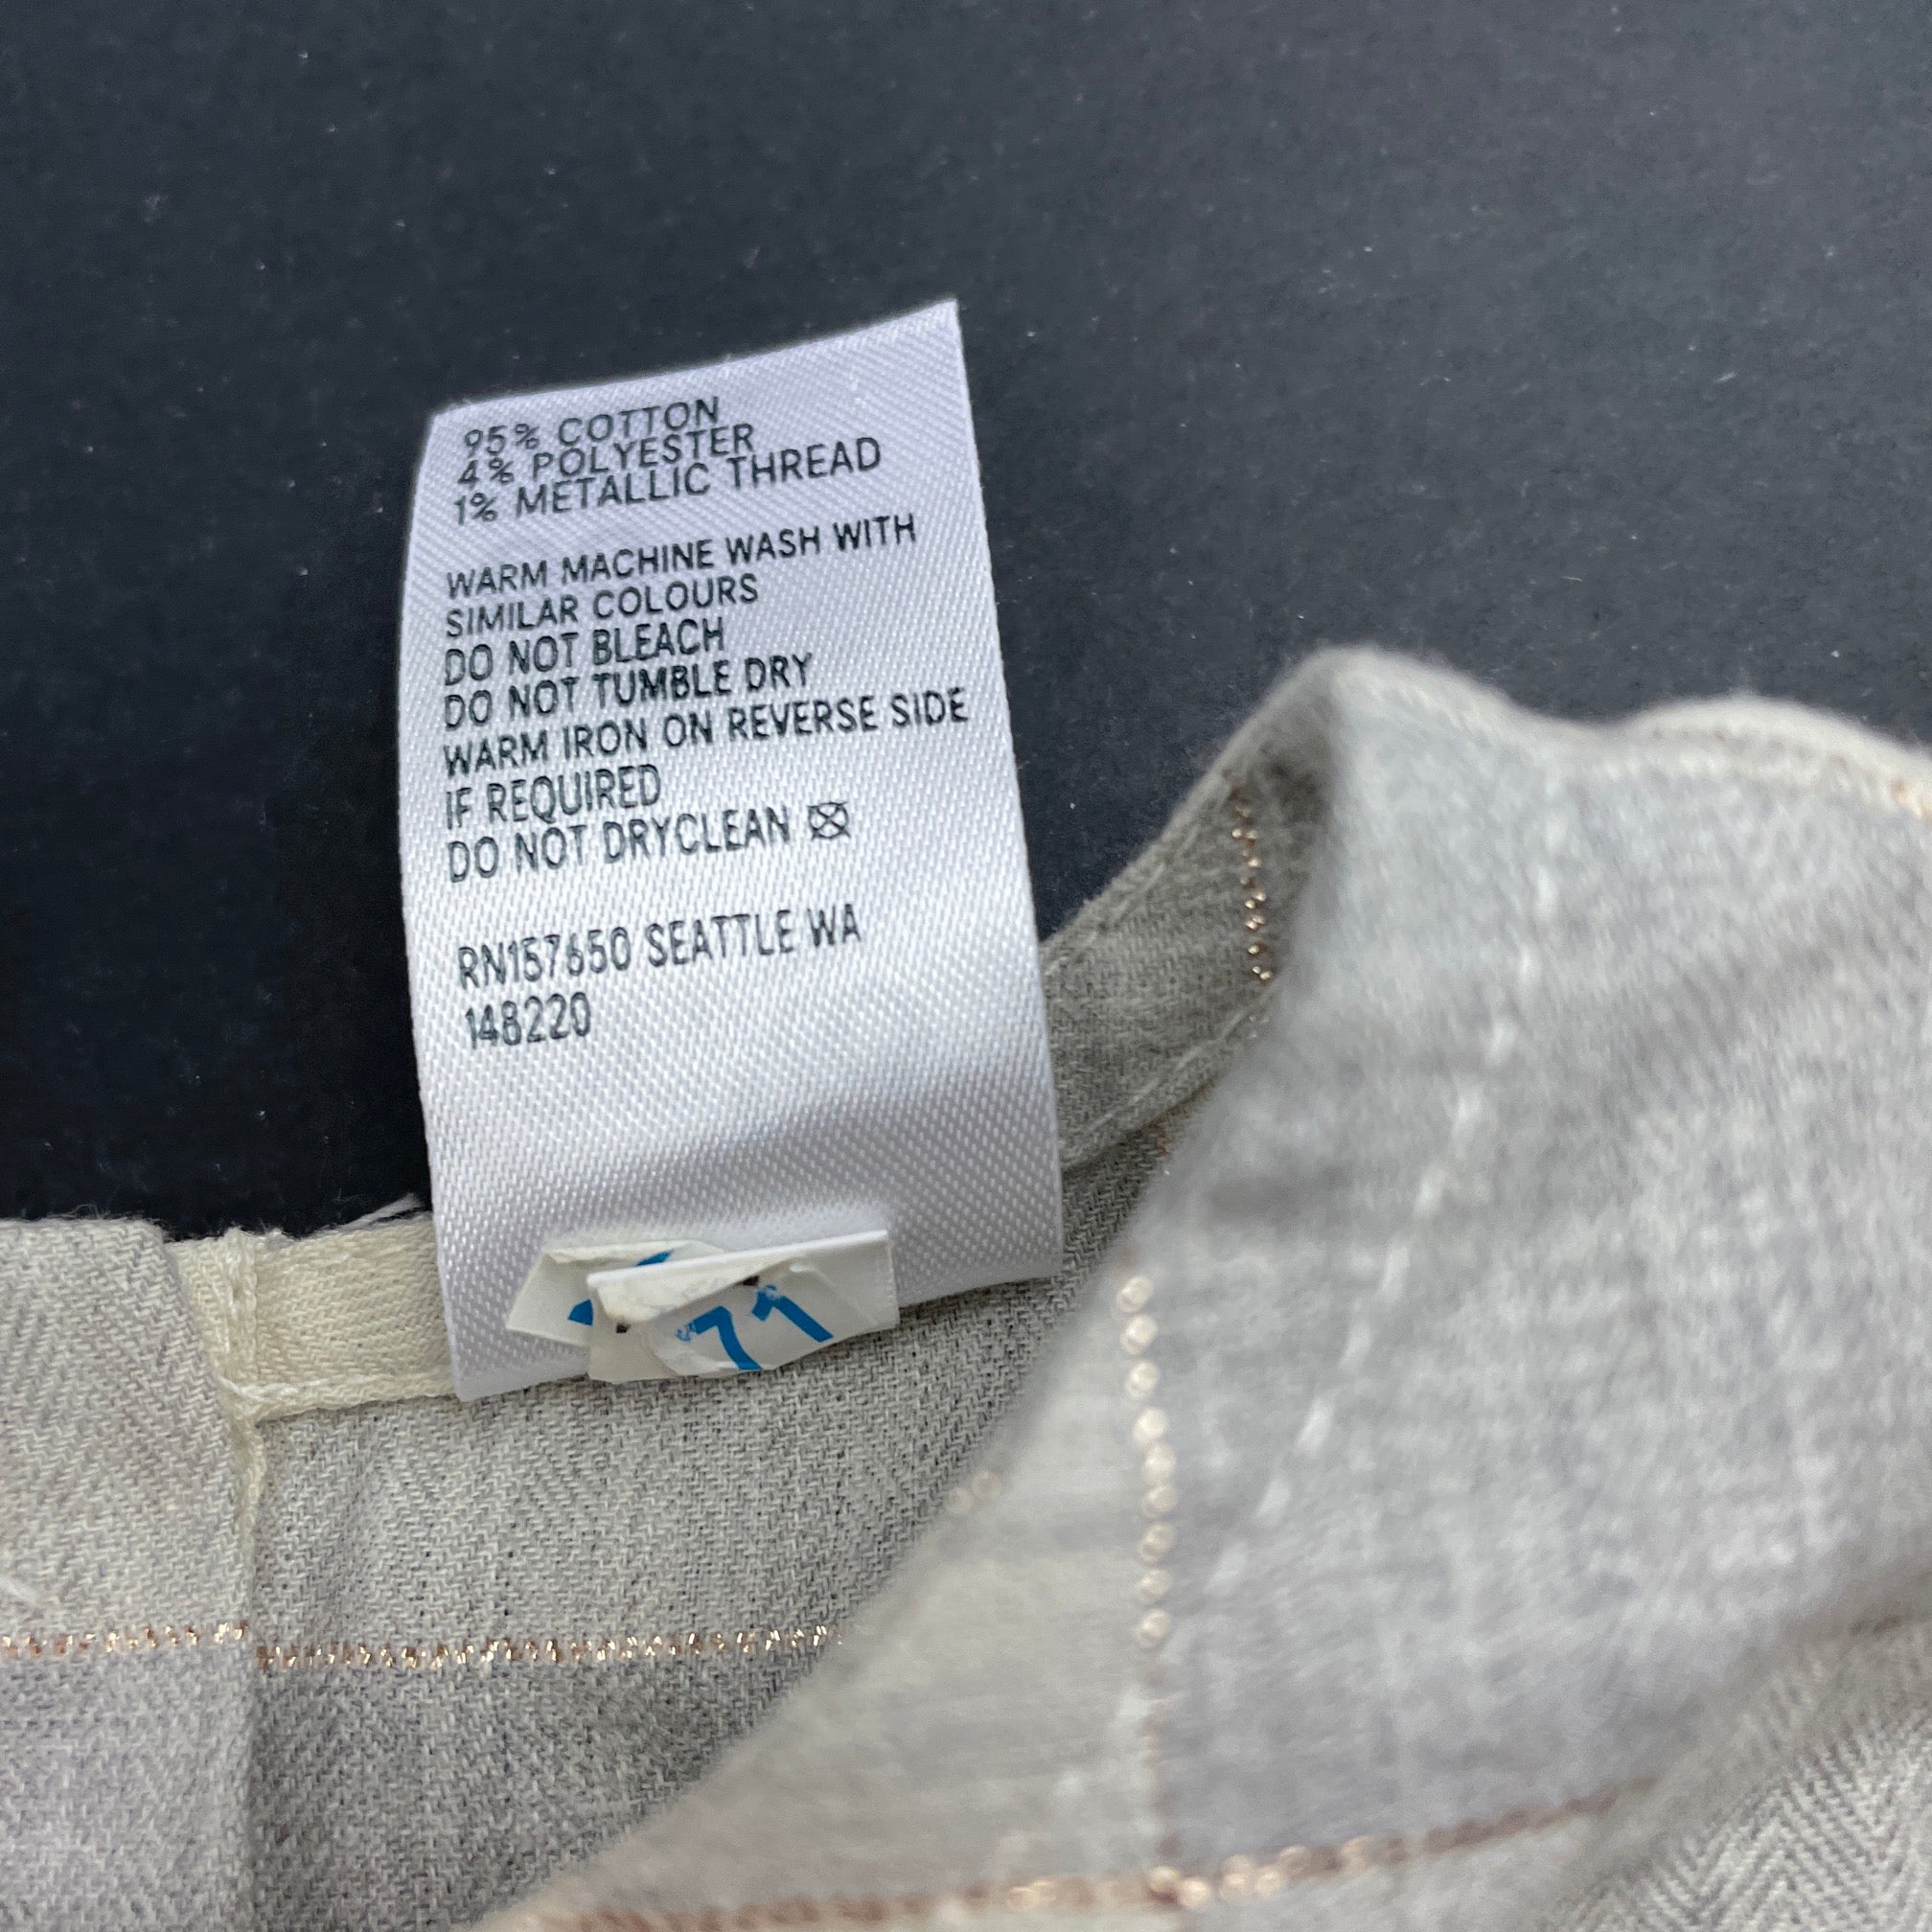 95% COTTON
4% POLYESTER
1% METALLIC THREAD
WARM MACHINE WASH WITH
SIMILAR COLOURS
DO NOT BLEACH
DO NOT TUMBLE DRY
WARM IRON ON REVERSE SIDE
IF REQUIRED
DO NOT DRYCLEAN
RN157650 SEATTLE WA
148220
71